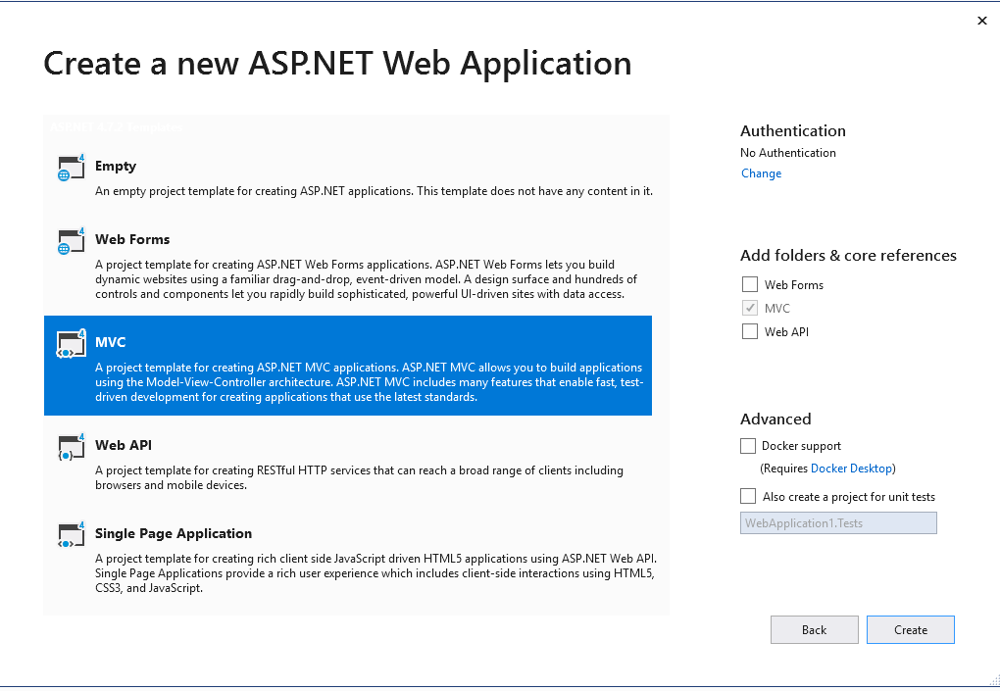 Create a new ASP.NET Web Application
ASP.NET 4.7.2 Templates
Empty
An empty project template for creating ASP.NET applications. This template does not have any content in it.
Web Forms
A project template for creating ASP.NET Web Forms applications. ASP.NET Web Forms lets you build
dynamic websites using a familiar drag-and-drop, event-driven model. A design surface and hundreds of
controls and components let you rapidly build sophisticated, powerful UI-driven sites with data access.
MVC
A project template for creating ASP.NET MVC applications. ASP.NET MVC allows you to build applications
using the Model-View-Controller architecture. ASP.NET MVC includes many features that enable fast, test-
driven development for creating applications that use the latest standards.
Web API
A project template for creating RESTful HTTP services that can reach a broad range of clients including
browsers and mobile devices.
Single Page Application
A project template for creating rich client side JavaScript driven HTML5 applications using ASP.NET Web API.
Single Page Applications provide a rich user experience which includes client-side interactions using HTML5,
CSS3, and JavaScript.
Authentication
No Authentication
Change
Add folders & core references
Web Forms
MVC
Web API
Advanced
Docker support
(Requires Docker Desktop)
Also create a project for unit tests
WebApplication1.Tests
Back
Create